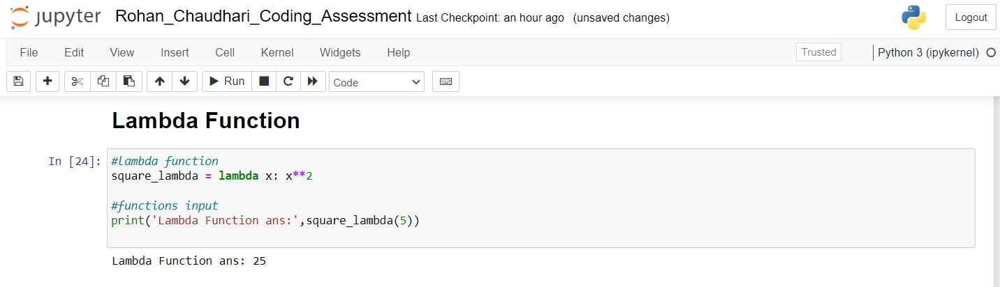 jupyter Rohan_Chaudhari_Coding_Assessment Last Checkpoint: an hour ago (unsaved changes) Logout
File Edit View Insert Cell Kernel Widgets Help Trusted Python 3 (ipykernel)
Run Code
Lambda Function
In [24]: #lambda function
square_lambda = lambda x: x**2
#functions input
print('Lambda Function ans:',square_lambda(5))
Lambda Function ans: 25